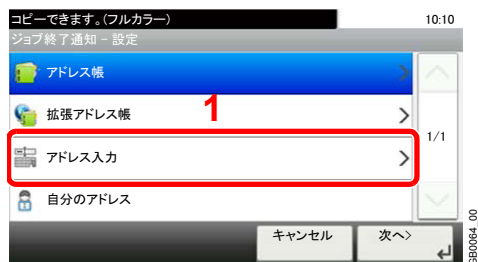 コピーできます。(フルカラー)
10:10
ジョブ終了通知 - 設定
アドレス帳
拡張アドレス帳
1
1/1
アドレス入力
自分のアドレス
キャンセル
次へ>
GB0064_00